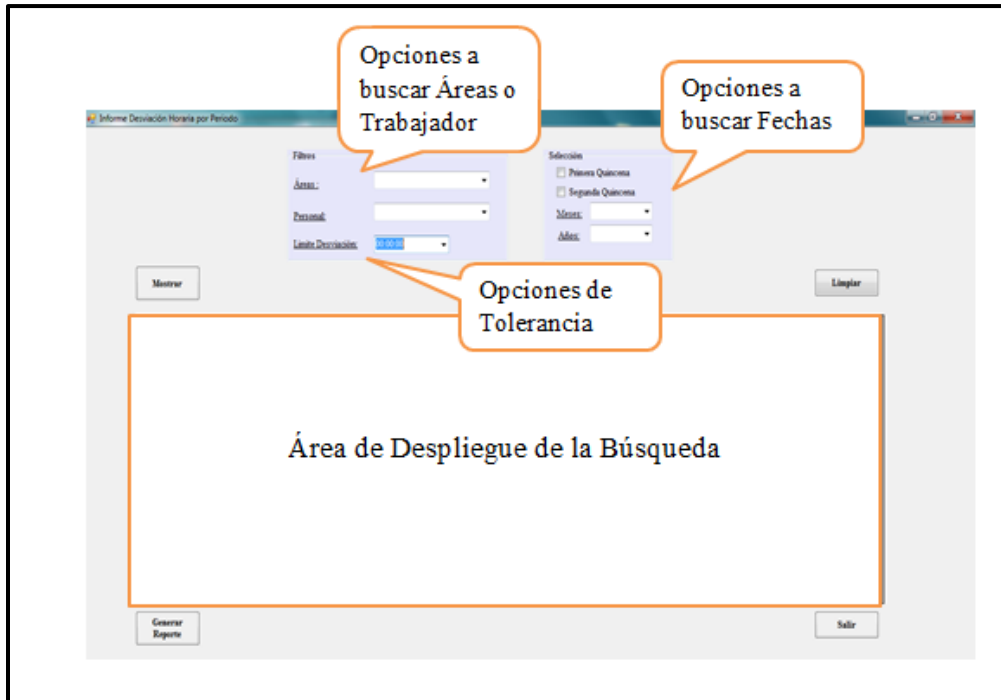 Opciones a
buscar Áreas o
Trabajador
Opciones a
buscar Fechas
Informe Desviación Horaria por Periodo
Filtros
Áreas :
Personal:
Limite Desviación:
00:00:00
Selección
Primera Quincena
Segunda Quincena
Meses:
Años:
Opciones de
Tolerancia
Mostrar
Limpiar
Área de Despliegue de la Búsqueda
Generar
Reporte
Salir